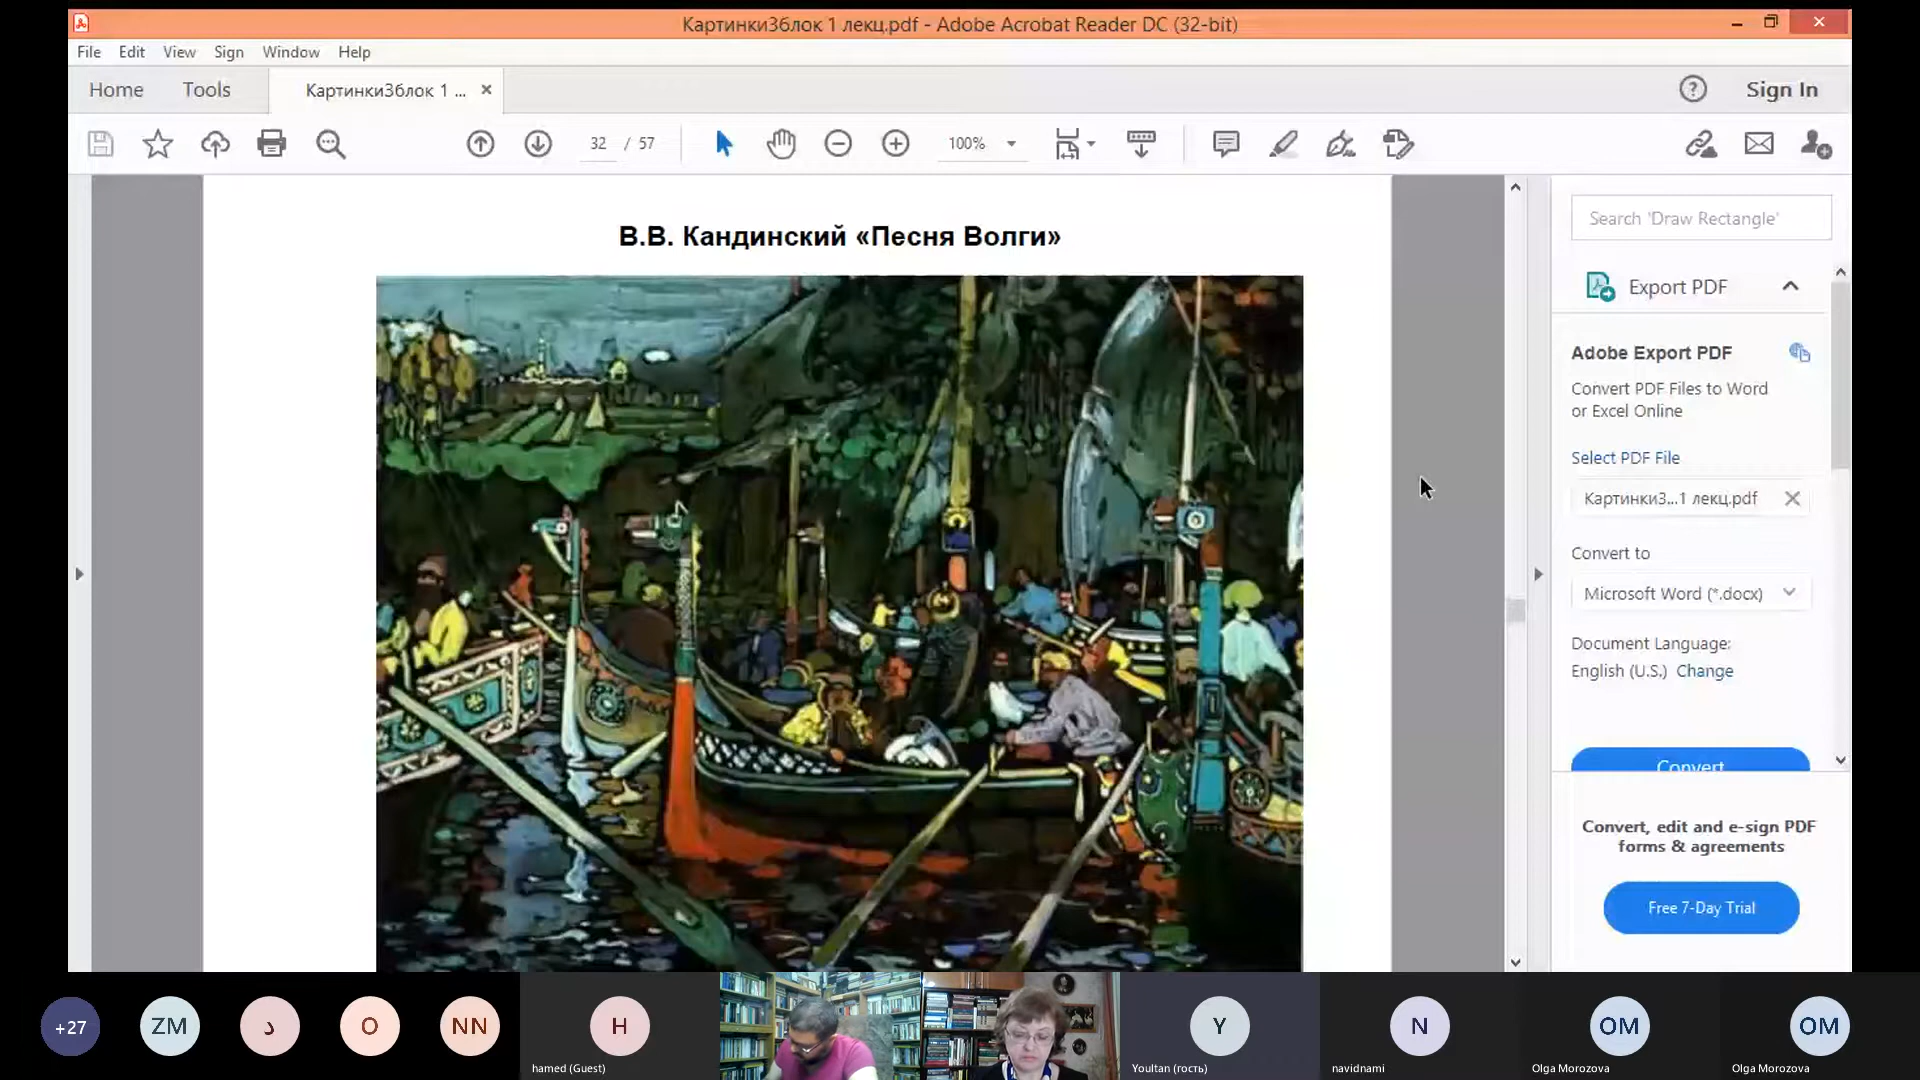 Картинки3блок 1 лекц.pdf - Adobe Acrobat Reader DC (32-bit)
File Edit View Sign Window Help
Home Tools Картинки3блок 1 ... Sign In
32 / 57 100%
Search 'Draw Rectangle'
В.В. Кандинский «Песня Волги»
Export PDF
Adobe Export PDF
Convert PDF Files to Word
or Excel Online
Select PDF File
Картинки3...1 лекц.pdf
Convert to
Microsoft Word (*.docx)
Document Language:
English (U.S.) Change
Convert
Convert, edit and e-sign PDF
forms & agreements
Free 7-Day Trial
+27 ZM د O NN H Y N OM OM
hamed (Guest) Youltan (гость) navidnami Olga Morozova Olga Morozova